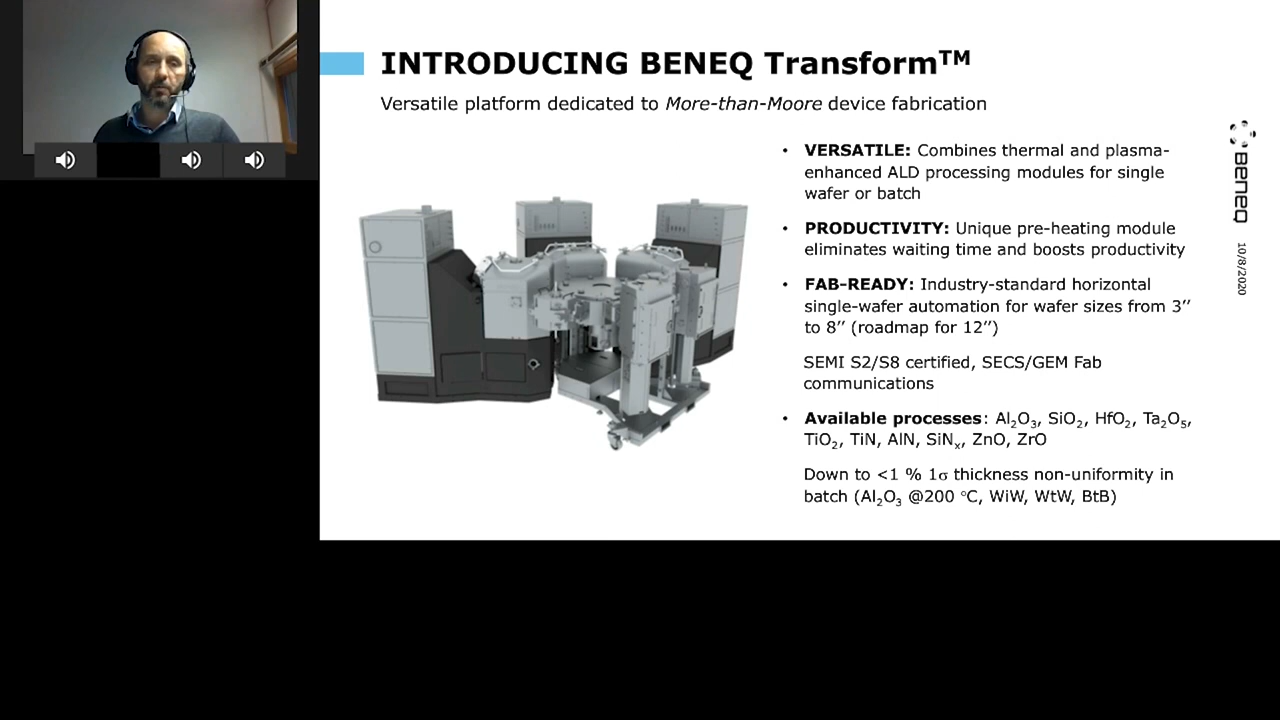 INTRODUCING BENEQ Transform™
Versatile platform dedicated to More-than-Moore device fabrication
• VERSATILE: Combines thermal and plasma-
enhanced ALD processing modules for single
wafer or batch
• PRODUCTIVITY: Unique pre-heating module
eliminates waiting time and boosts productivity
• FAB-READY: Industry-standard horizontal
single-wafer automation for wafer sizes from 3’’
to 8’’ (roadmap for 12’’)
SEMI S2/S8 certified, SECS/GEM Fab
communications
• Available processes: Al₂O₃, SiO₂, HfO₂, Ta₂O₅,
TiO₂, TiN, AlN, SiNₓ, ZnO, ZrO
Down to <1 % 1σ thickness non-uniformity in
batch (Al₂O₃ @200 °C, WiW, WtW, BtB)
Beneq
10/8/2020